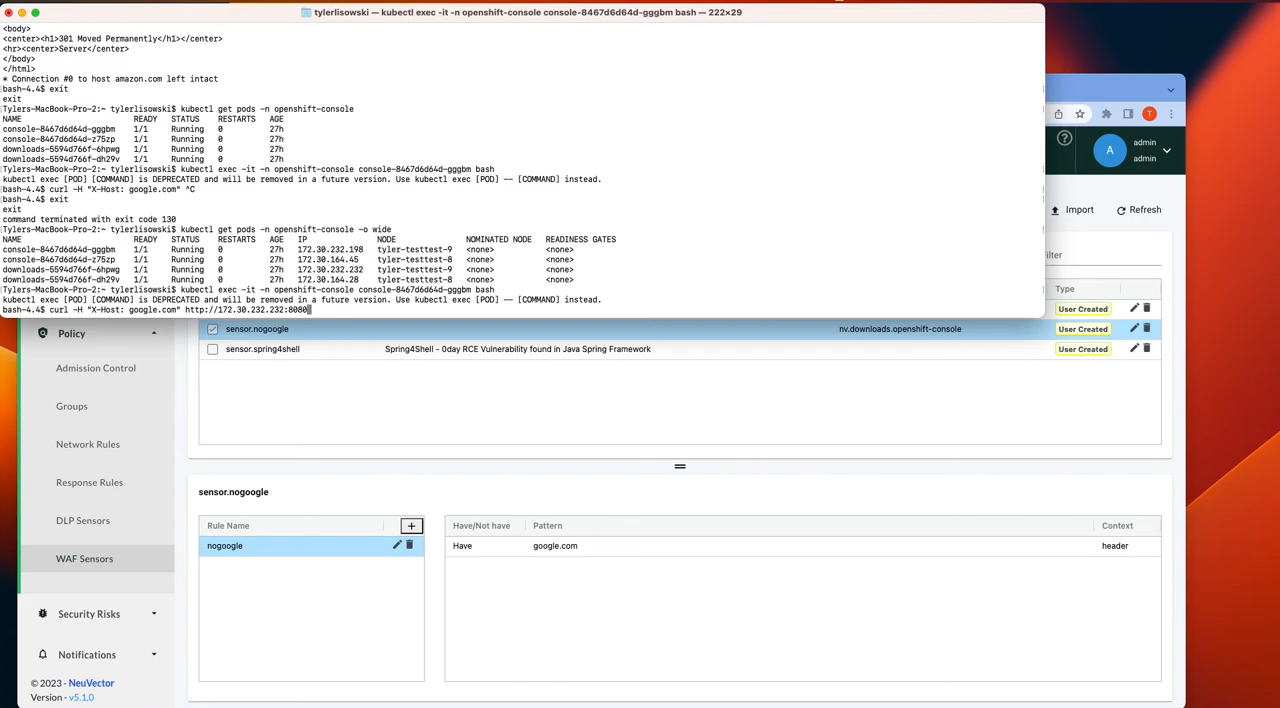 tylerlisowski — kubectl exec -it -n openshift-console console-8467d6d64d-gggbm bash — 222×29
<body>
<center><h1>301 Moved Permanently</h1></center>
<hr><center>Server</center>
</body>
</html>
* Connection #0 to host amazon.com left intact
[bash-4.4$ exit
exit
[Tylers-MacBook-Pro-2:~ tylerlisowski$ kubectl get pods -n openshift-console
NAME READY STATUS RESTARTS AGE
console-8467d6d64d-gggbm 1/1 Running 0 27h
console-8467d6d64d-z75zp 1/1 Running 0 27h
downloads-5594d766f-6hpwg 1/1 Running 0 27h
downloads-5594d766f-dh29v 1/1 Running 0 27h
[Tylers-MacBook-Pro-2:~ tylerlisowski$ kubectl exec -it -n openshift-console console-8467d6d64d-gggbm bash
kubectl exec [POD] [COMMAND] is DEPRECATED and will be removed in a future version. Use kubectl exec [POD] -- [COMMAND] instead.
[bash-4.4$ curl -H "X-Host: google.com" ^C
[bash-4.4$ exit
exit
command terminated with exit code 130
[Tylers-MacBook-Pro-2:~ tylerlisowski$ kubectl get pods -n openshift-console -o wide
NAME READY STATUS RESTARTS AGE IP NODE NOMINATED NODE READINESS GATES
console-8467d6d64d-gggbm 1/1 Running 0 27h 172.30.232.198 tyler-testtest-9 <none> <none>
console-8467d6d64d-z75zp 1/1 Running 0 27h 172.30.164.45 tyler-testtest-8 <none> <none>
downloads-5594d766f-6hpwg 1/1 Running 0 27h 172.30.232.232 tyler-testtest-9 <none> <none>
downloads-5594d766f-dh29v 1/1 Running 0 27h 172.30.164.28 tyler-testtest-8 <none> <none>
[Tylers-MacBook-Pro-2:~ tylerlisowski$ kubectl exec -it -n openshift-console console-8467d6d64d-gggbm bash
kubectl exec [POD] [COMMAND] is DEPRECATED and will be removed in a future version. Use kubectl exec [POD] -- [COMMAND] instead.
bash-4.4$ curl -H "X-Host: google.com" http://172.30.232.232:8080
T
A
admin
admin
Import Refresh
ilter
Type
User Created
sensor.nogoogle nv.downloads.openshift-console User Created
sensor.spring4shell Spring4Shell - 0day RCE Vulnerability found in Java Spring Framework User Created
Policy
Admission Control
Groups
Network Rules
Response Rules
DLP Sensors
WAF Sensors
Security Risks
Notifications
© 2023 - NeuVector
Version - v5.1.0
sensor.nogoogle
Rule Name +
nogoogle
Have/Not have Pattern Context
Have google.com header